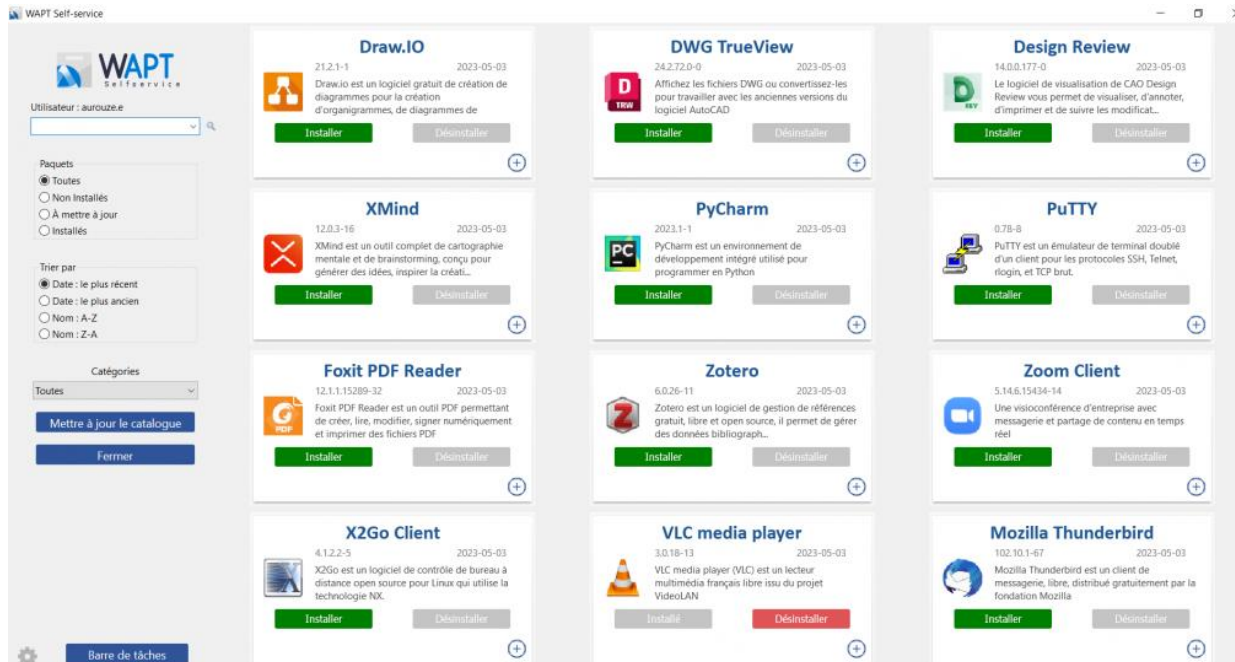 WAPT Self-service
WAPT
Selfservice
Utilisateur : aurouze.e
Paquets
Toutes
Non Installés
À mettre à jour
Installés
Trier par
Date : le plus récent
Date : le plus ancien
Nom : A-Z
Nom : Z-A
Catégories
Toutes
Mettre à jour le catalogue
Fermer
Barre de tâches
Draw.IO
21.2.1-1 2023-05-03
Draw.io est un logiciel gratuit de création de
diagrammes pour la création
d'organigrammes, de diagrammes de
Installer Désinstaller
DWG TrueView
24.2.72.0-0 2023-05-03
D
TRW
Affichez les fichiers DWG ou convertissez-les
pour travailler avec les anciennes versions du
logiciel AutoCAD
Installer Désinstaller
Design Review
14.0.0.177-0 2023-05-03
D
REV
Le logiciel de visualisation de CAO Design
Review vous permet de visualiser, d'annoter,
d'imprimer et de suivre les modificat...
Installer Désinstaller
XMind
12.0.3-16 2023-05-03
XMind est un outil complet de cartographie
mentale et de brainstorming, conçu pour
générer des idées, inspirer la créati...
Installer Désinstaller
PyCharm
2023.1-1 2023-05-03
PC
PyCharm est un environnement de
développement intégré utilisé pour
programmer en Python
Installer Désinstaller
PuTTY
0.78-8 2023-05-03
PuTTY est un émulateur de terminal doublé
d'un client pour les protocoles SSH, Telnet,
rlogin, et TCP brut.
Installer Désinstaller
Foxit PDF Reader
12.1.1.15289-32 2023-05-03
G
PDF
Foxit PDF Reader est un outil PDF permettant
de créer, lire, modifier, signer numériquement
et imprimer des fichiers PDF
Installer Désinstaller
Zotero
6.0.26-11 2023-05-03
Z
Zotero est un logiciel de gestion de références
gratuit, libre et open source, il permet de gérer
des données bibliograph...
Installer Désinstaller
Zoom Client
5.14.6.15434-14 2023-05-03
Une visioconférence d'entreprise avec
messagerie et partage de contenu en temps
réel
Installer Désinstaller
X2Go Client
4.1.2.2-5 2023-05-03
X2Go est un logiciel de contrôle de bureau à
distance open source pour Linux qui utilise la
technologie NX.
Installer Désinstaller
VLC media player
3.0.18-13 2023-05-03
VLC media player (VLC) est un lecteur
multimédia français libre issu du projet
VideoLAN
Installé Désinstaller
Mozilla Thunderbird
102.10.1-67 2023-05-03
Mozilla Thunderbird est un client de
messagerie, libre, distribué gratuitement par la
fondation Mozilla
Installer Désinstaller